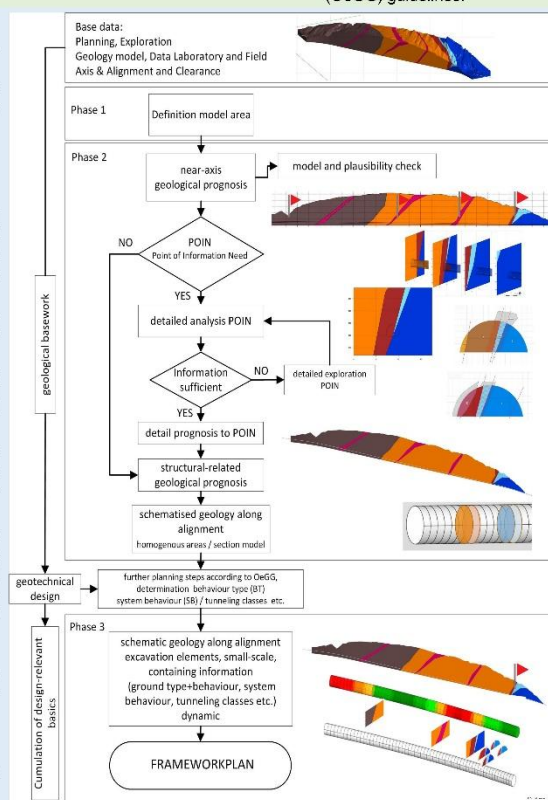 (OeGG) guidelines.
Base data:
Planning, Exploration
Geology model, Data Laboratory and Field
Axis & Alignment and Clearance
Phase 1
Definition model area
Phase 2
near-axis
geological prognosis
model and plausibility check
NO
POIN
Point of Information Need
YES
detailed analysis POIN
Information
sufficient
NO
detailed exploration
POIN
YES
detail prognosis to POIN
structural-related
geological prognosis
schematised geology along
alignment
homogenous areas / section model
geological basework
geotechnical
design
further planning steps according to OeGG,
determination behaviour type (BT)
system behaviour (SB) / tunneling classes etc.
Phase 3
schematic geology along alignment
excavation elements, small-scale,
containing information
(ground type+behaviour, system
behaviour, tunneling classes etc.)
dynamic
FRAMEWORKPLAN
Cumulation of design-relevant
basics